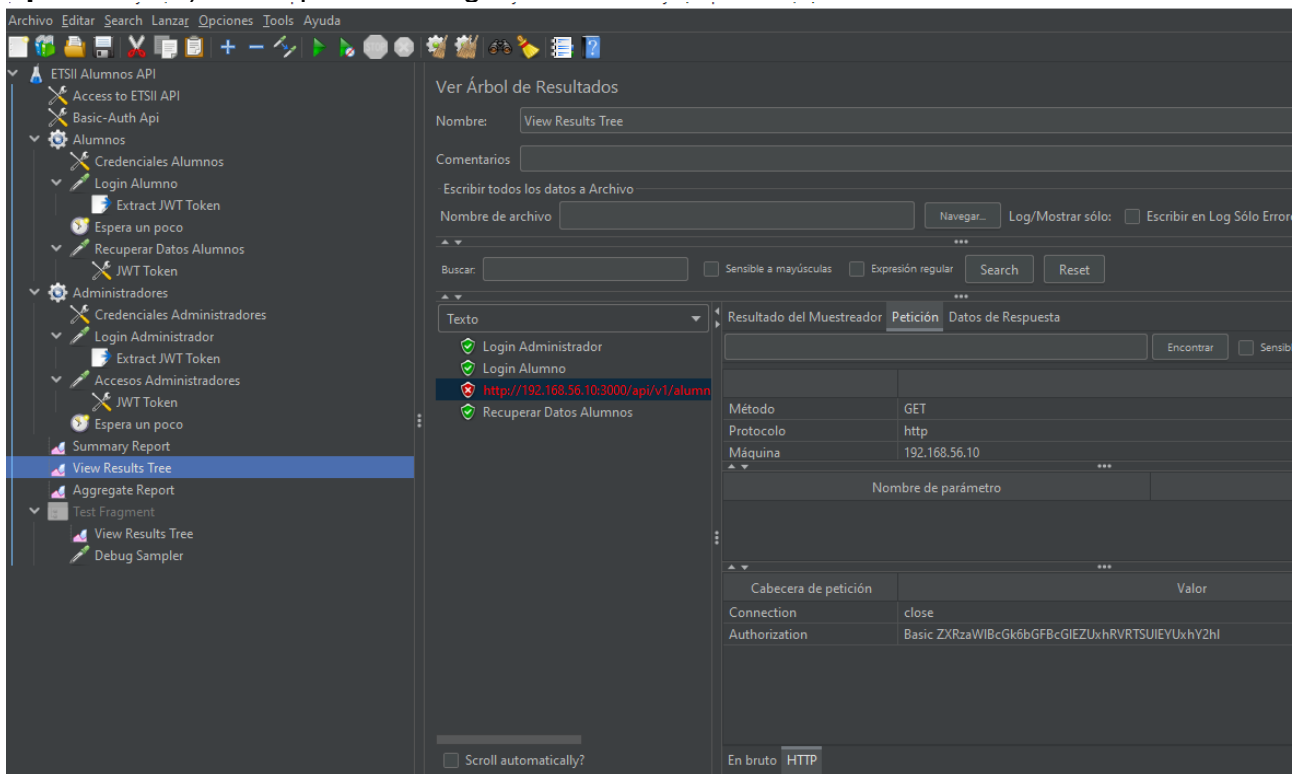 Archivo Editar Search Lanzar Opciones Tools Ayuda
STOP
ETSII Alumnos API
Access to ETSII API
Basic-Auth Api
Alumnos
Credenciales Alumnos
Login Alumno
Extract JWT Token
Espera un poco
Recuperar Datos Alumnos
JWT Token
Administradores
Credenciales Administradores
Login Administrador
Extract JWT Token
Accesos Administradores
JWT Token
Espera un poco
Summary Report
View Results Tree
Aggregate Report
Test Fragment
View Results Tree
Debug Sampler
Ver Árbol de Resultados
Nombre: View Results Tree
Comentarios
Escribir todos los datos a Archivo
Nombre de archivo Navegar... Log/Mostrar sólo: Escribir en Log Sólo Errore
Buscar: Sensible a mayúsculas Expresión regular Search Reset
Texto
Login Administrador
Login Alumno
http://192.168.56.10:3000/api/v1/alumn
Recuperar Datos Alumnos
Scroll automatically?
Resultado del Muestreador Petición Datos de Respuesta
Encontrar Sensib
Método GET
Protocolo http
Máquina 192.168.56.10
Nombre de parámetro
Cabecera de petición Valor
Connection close
Authorization Basic ZXRzaWlBcGk6bGFBcGlEZUxhRVRTSUlEYUxhY2hl
En bruto HTTP